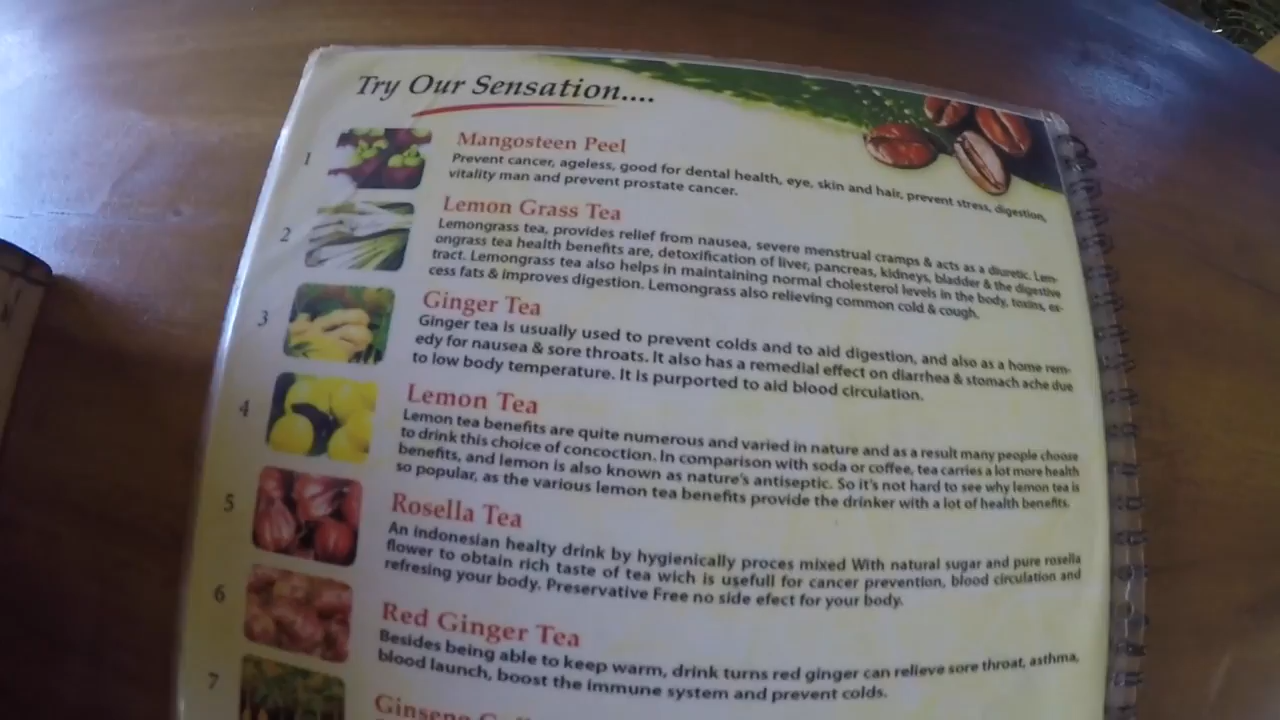 Try Our Sensation....
1
Mangosteen Peel
Prevent cancer, ageless, good for dental health, eye, skin and hair, prevent stress, digestion,
vitality man and prevent prostate cancer.
2
Lemon Grass Tea
Lemongrass tea, provides relief from nausea, severe menstrual cramps & acts as a diuretic. Lem-
ongrass tea health benefits are, detoxification of liver, pancreas, kidneys, bladder & the digestive
tract. Lemongrass tea also helps in maintaining normal cholesterol levels in the body, toxins, ex-
cess fats & improves digestion. Lemongrass also relieving common cold & cough.
3
Ginger Tea
Ginger tea is usually used to prevent colds and to aid digestion, and also as a home rem-
edy for nausea & sore throats. It also has a remedial effect on diarrhea & stomach ache due
to low body temperature. It is purported to aid blood circulation.
4
Lemon Tea
Lemon tea benefits are quite numerous and varied in nature and as a result many people choose
to drink this choice of concoction. In comparison with soda or coffee, tea carries a lot more health
benefits, and lemon is also known as nature's antiseptic. So it's not hard to see why lemon tea is
so popular, as the various lemon tea benefits provide the drinker with a lot of health benefits.
5
Rosella Tea
An Indonesian healty drink by hygienically proces mixed With natural sugar and pure rosella
flower to obtain rich taste of tea wich is usefull for cancer prevention, blood circulation and
refresing your body. Preservative Free no side efect for your body.
6
Red Ginger Tea
Besides being able to keep warm, drink turns red ginger can relieve sore throat, asthma,
blood launch, boost the immune system and prevent colds.
7
Ginseng